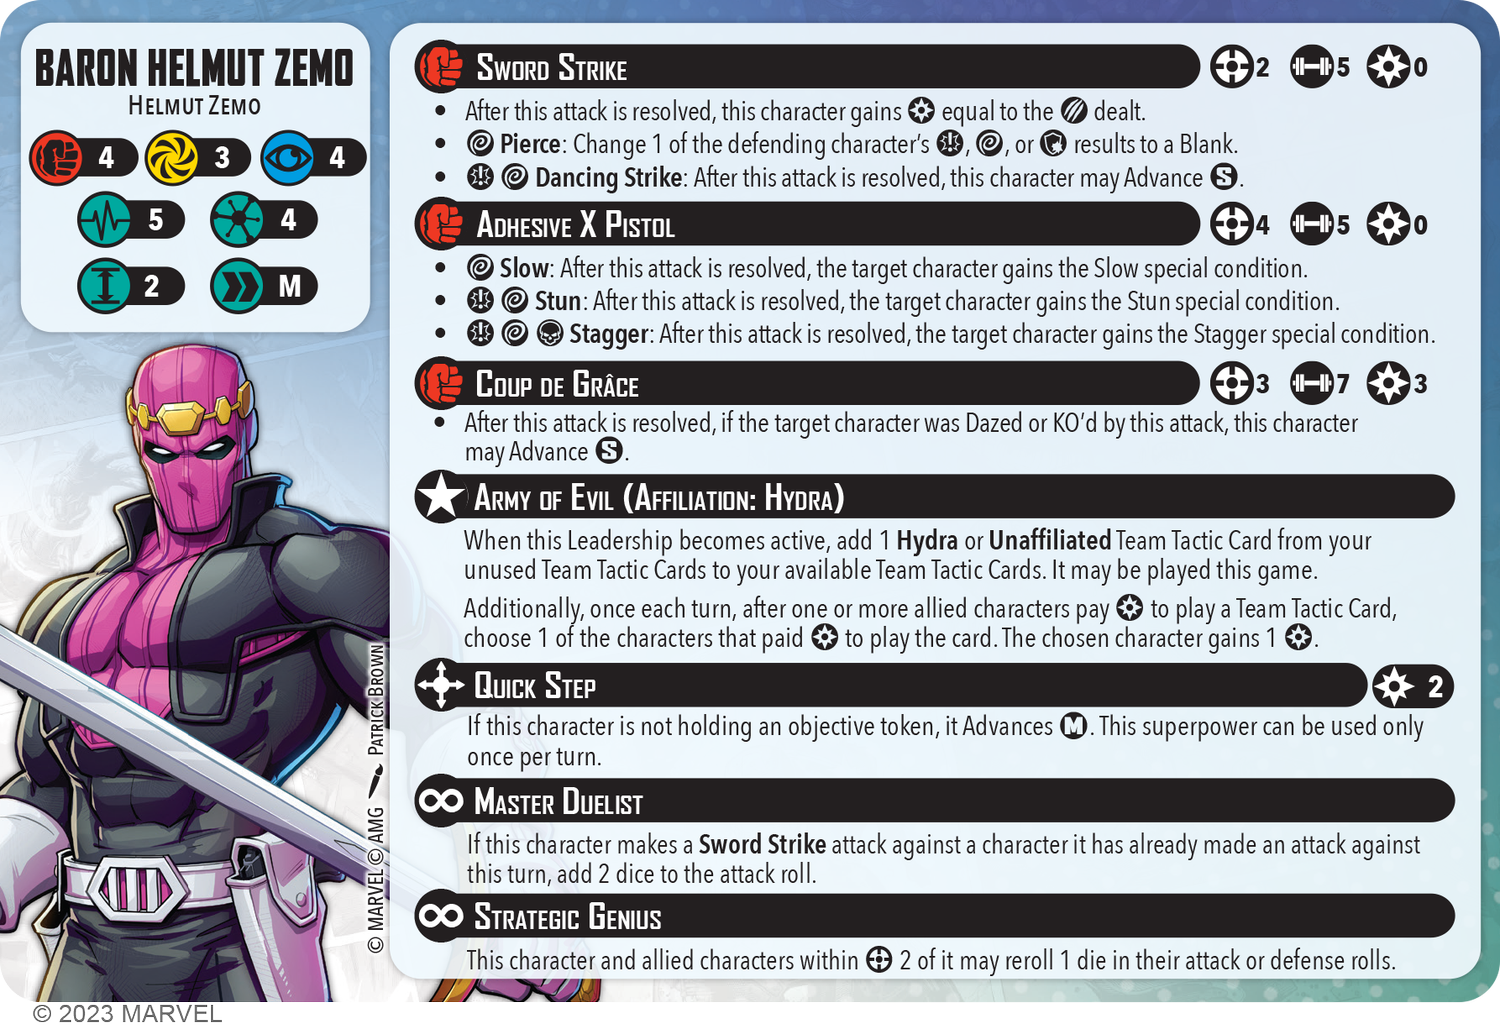 BARON HELMUT ZEMO
HELMUT ZEMO
4 3 4
5 4
2 M
SWORD STRIKE 2 5 0
• After this attack is resolved, this character gains equal to the dealt.
• Pierce: Change 1 of the defending character's , , or results to a Blank.
• Dancing Strike: After this attack is resolved, this character may Advance S.
ADHESIVE X PISTOL 4 5 0
• Slow: After this attack is resolved, the target character gains the Slow special condition.
• Stun: After this attack is resolved, the target character gains the Stun special condition.
• Stagger: After this attack is resolved, the target character gains the Stagger special condition.
COUP DE GRÂCE 3 7 3
• After this attack is resolved, if the target character was Dazed or KO'd by this attack, this character
may Advance S.
ARMY OF EVIL (AFFILIATION: HYDRA)
When this Leadership becomes active, add 1 Hydra or Unaffiliated Team Tactic Card from your
unused Team Tactic Cards to your available Team Tactic Cards. It may be played this game.
Additionally, once each turn, after one or more allied characters pay to play a Team Tactic Card,
choose 1 of the characters that paid to play the card. The chosen character gains 1 .
QUICK STEP 2
If this character is not holding an objective token, it Advances M. This superpower can be used only
once per turn.
MASTER DUELIST
If this character makes a Sword Strike attack against a character it has already made an attack against
this turn, add 2 dice to the attack roll.
STRATEGIC GENIUS
This character and allied characters within 2 of it may reroll 1 die in their attack or defense rolls.
© MARVEL © AMG PATRICK BROWN
© 2023 MARVEL